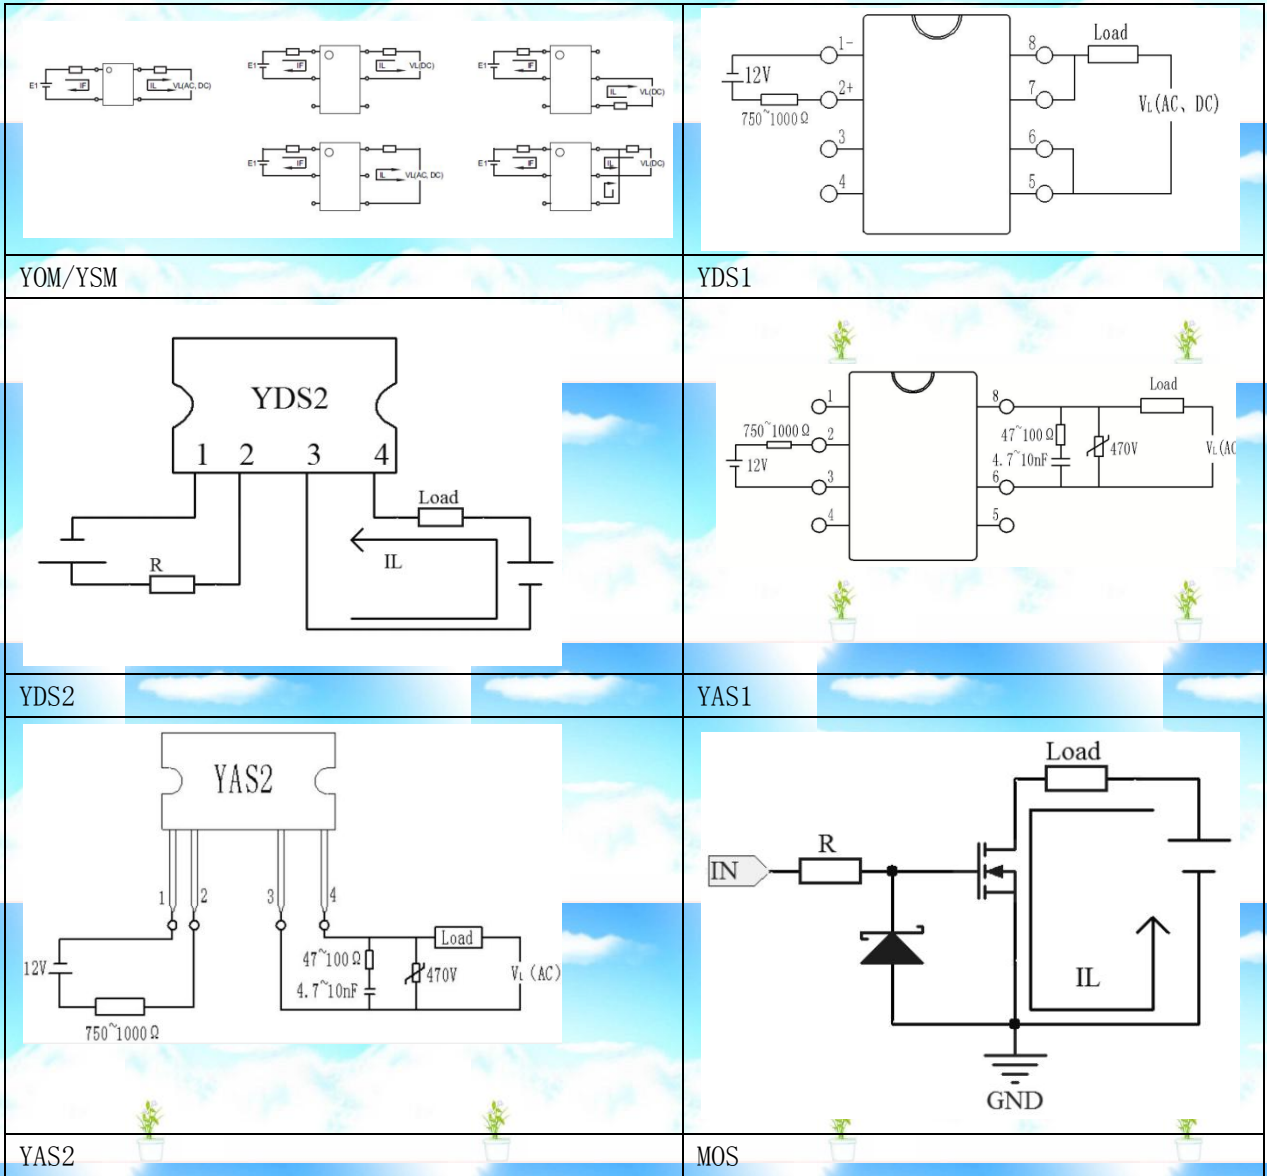 E1
IF
IL
VL(AC, DC)
E1
IF
IL
VL(DC)
E1
IF
IL
VL(DC)
E1
IF
IL
VL(AC, DC)
E1
IF
IL
VL(DC)
YOM/YSM
1-
12V
2+
750~1000Ω
3
4
8
Load
7
VL(AC、DC)
6
5
YDS1
YDS2
1 2 3 4
Load
R
IL
YDS2
1
750~1000Ω
2
12V
3
4
8
Load
47~100Ω
4.7~10nF
470V
VL(AC
6
5
YAS1
YAS2
1 2 3 4
12V
750~1000Ω
47~100Ω
4.7~10nF
470V
Load
VL(AC)
YAS2
Load
IN
R
IL
GND
MOS